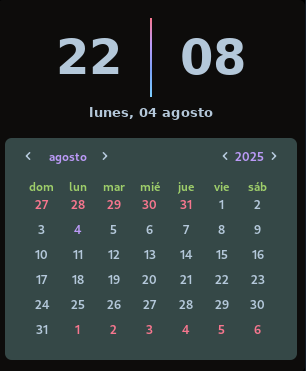 22 08
lunes, 04 agosto
agosto 2025
dom lun mar mié jue vie sáb
27 28 29 30 31 1 2
3 4 5 6 7 8 9
10 11 12 13 14 15 16
17 18 19 20 21 22 23
24 25 26 27 28 29 30
31 1 2 3 4 5 6